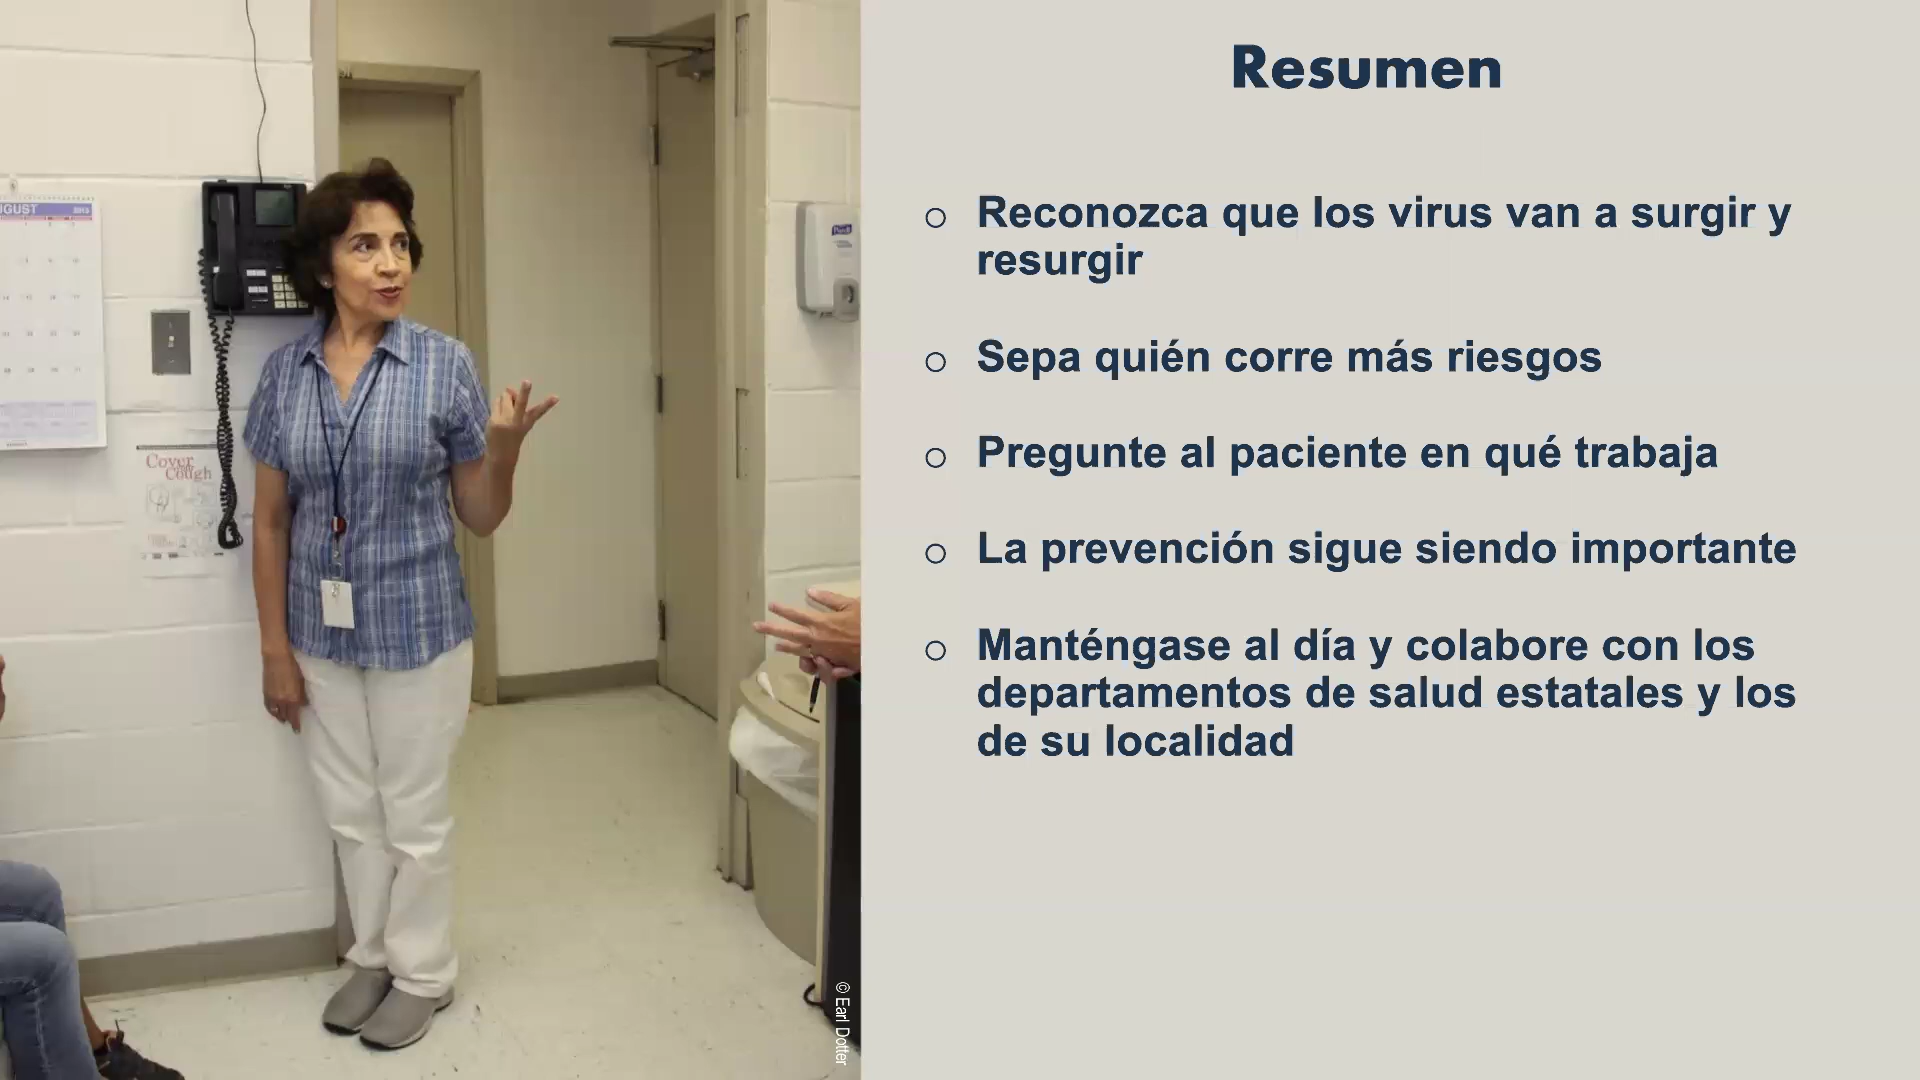 Resumen
Reconozca que los virus van a surgir y
resurgir
Sepa quién corre más riesgos
Pregunte al paciente en qué trabaja
La prevención sigue siendo importante
Manténgase al día y colabore con los
departamentos de salud estatales y los
de su localidad
Cover
Cough
© Earl Dotter